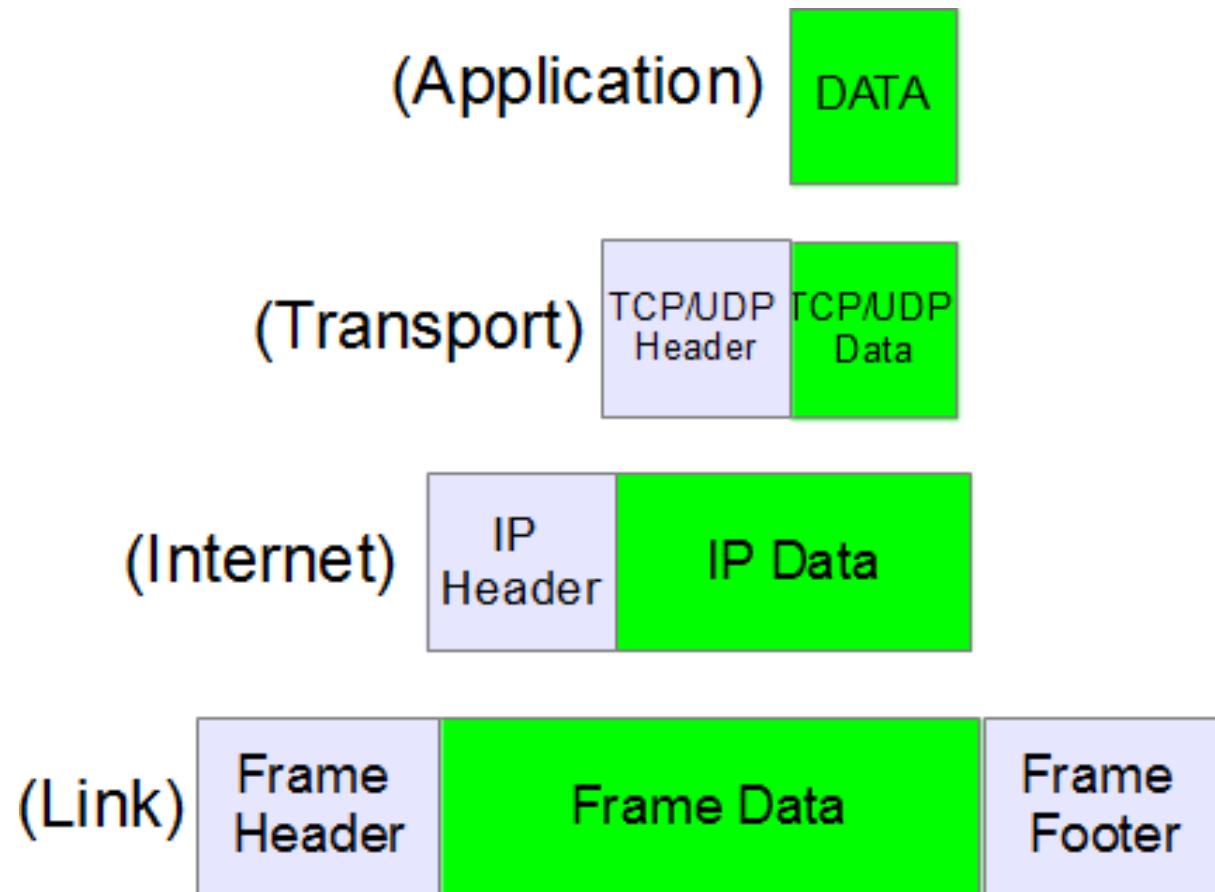 (Application)
DATA
(Transport)
TCP/UDP
Header
TCP/UDP
Data
(Internet)
IP
Header
IP Data
(Link)
Frame
Header
Frame Data
Frame
Footer